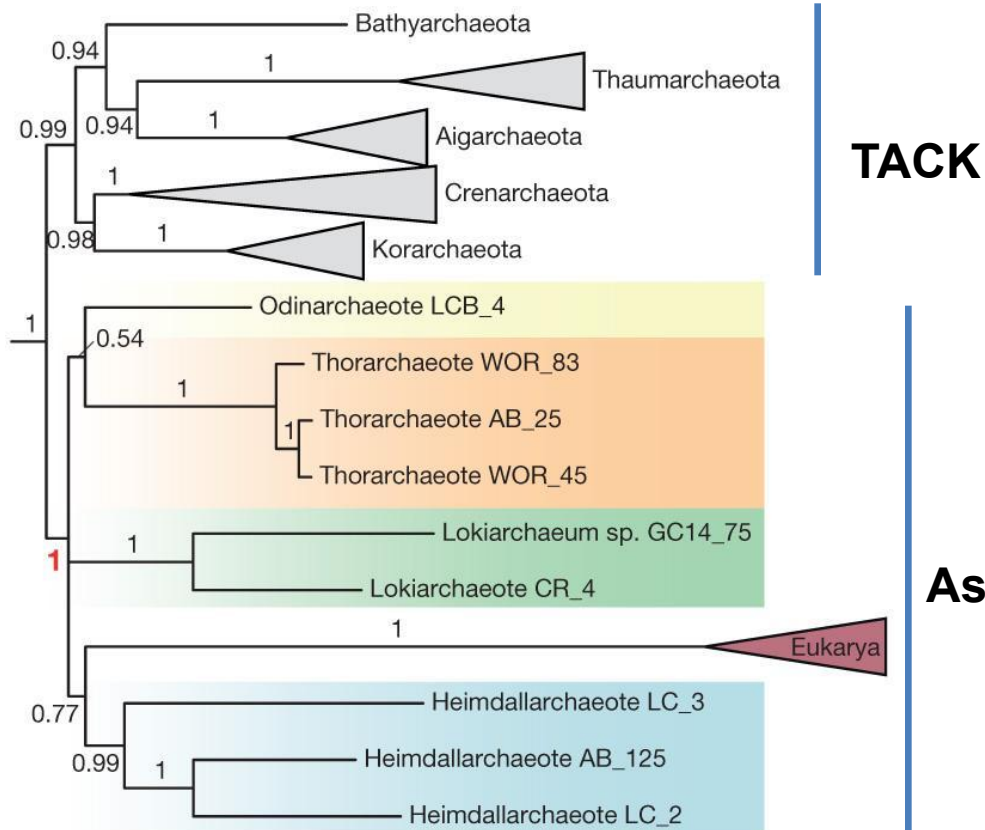 Bathyarchaeota
0.94
1
Thaumarchaeota
0.99
0.94
1
Aigarchaeota
TACK
1
Crenarchaeota
0.98
1
Korarchaeota
Odinarchaeote LCB_4
1
0.54
Thorarchaeote WOR_83
1
Thorarchaeote AB_25
1
Thorarchaeote WOR_45
Lokiarchaeum sp. GC14_75
1
1
Lokiarchaeote CR_4
As
1
Eukarya
Heimdallarchaeote LC_3
0.77
Heimdallarchaeote AB_125
0.99
1
Heimdallarchaeote LC_2